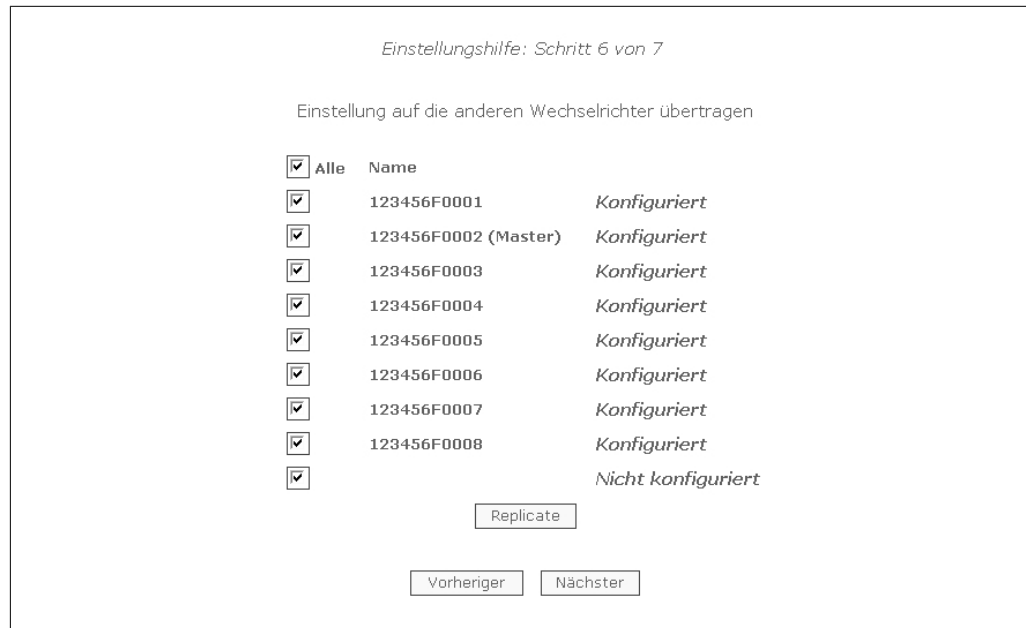 Einstellungshilfe: Schritt 6 von 7
Einstellung auf die anderen Wechselrichter übertragen
Alle Name
123456F0001 Konfiguriert
123456F0002 (Master) Konfiguriert
123456F0003 Konfiguriert
123456F0004 Konfiguriert
123456F0005 Konfiguriert
123456F0006 Konfiguriert
123456F0007 Konfiguriert
123456F0008 Konfiguriert
Nicht konfiguriert
Replicate
Vorheriger Nächster